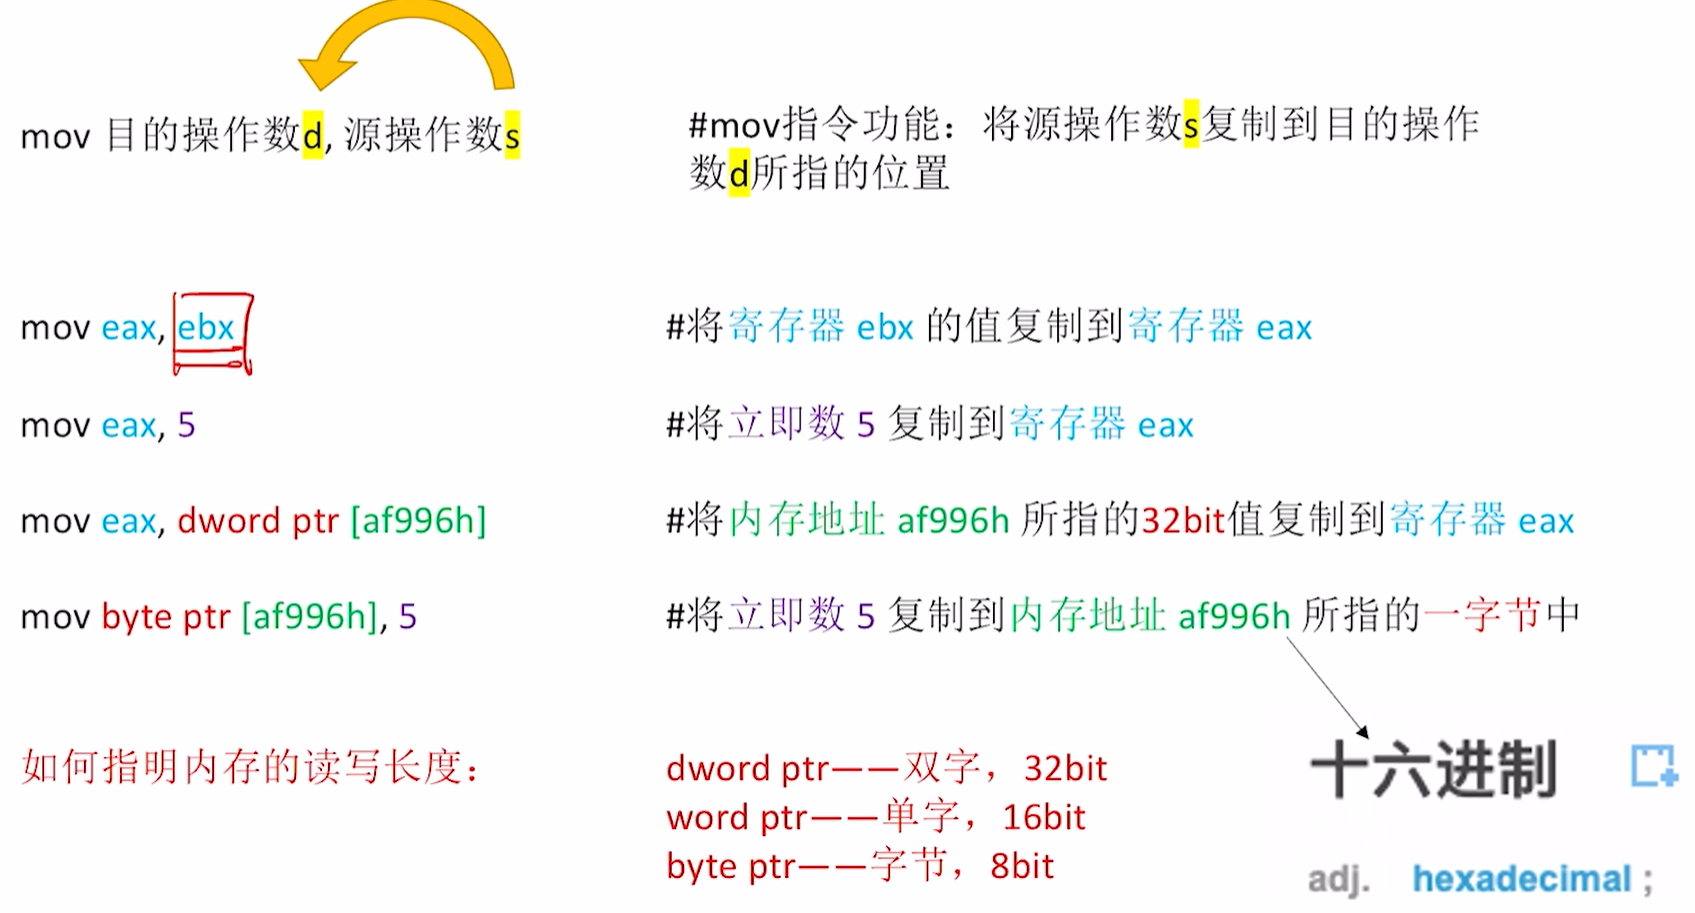 mov 目的操作数d, 源操作数s
#mov指令功能：将源操作数s复制到目的操作
数d所指的位置
mov eax, ebx
#将寄存器 ebx 的值复制到寄存器 eax
mov eax, 5
#将立即数 5 复制到寄存器 eax
mov eax, dword ptr [af996h]
#将内存地址 af996h 所指的32bit值复制到寄存器 eax
mov byte ptr [af996h], 5
#将立即数 5 复制到内存地址 af996h 所指的一字节中
如何指明内存的读写长度：
dword ptr——双字，32bit
word ptr——单字，16bit
byte ptr——字节，8bit
十六进制
adj. hexadecimal ;